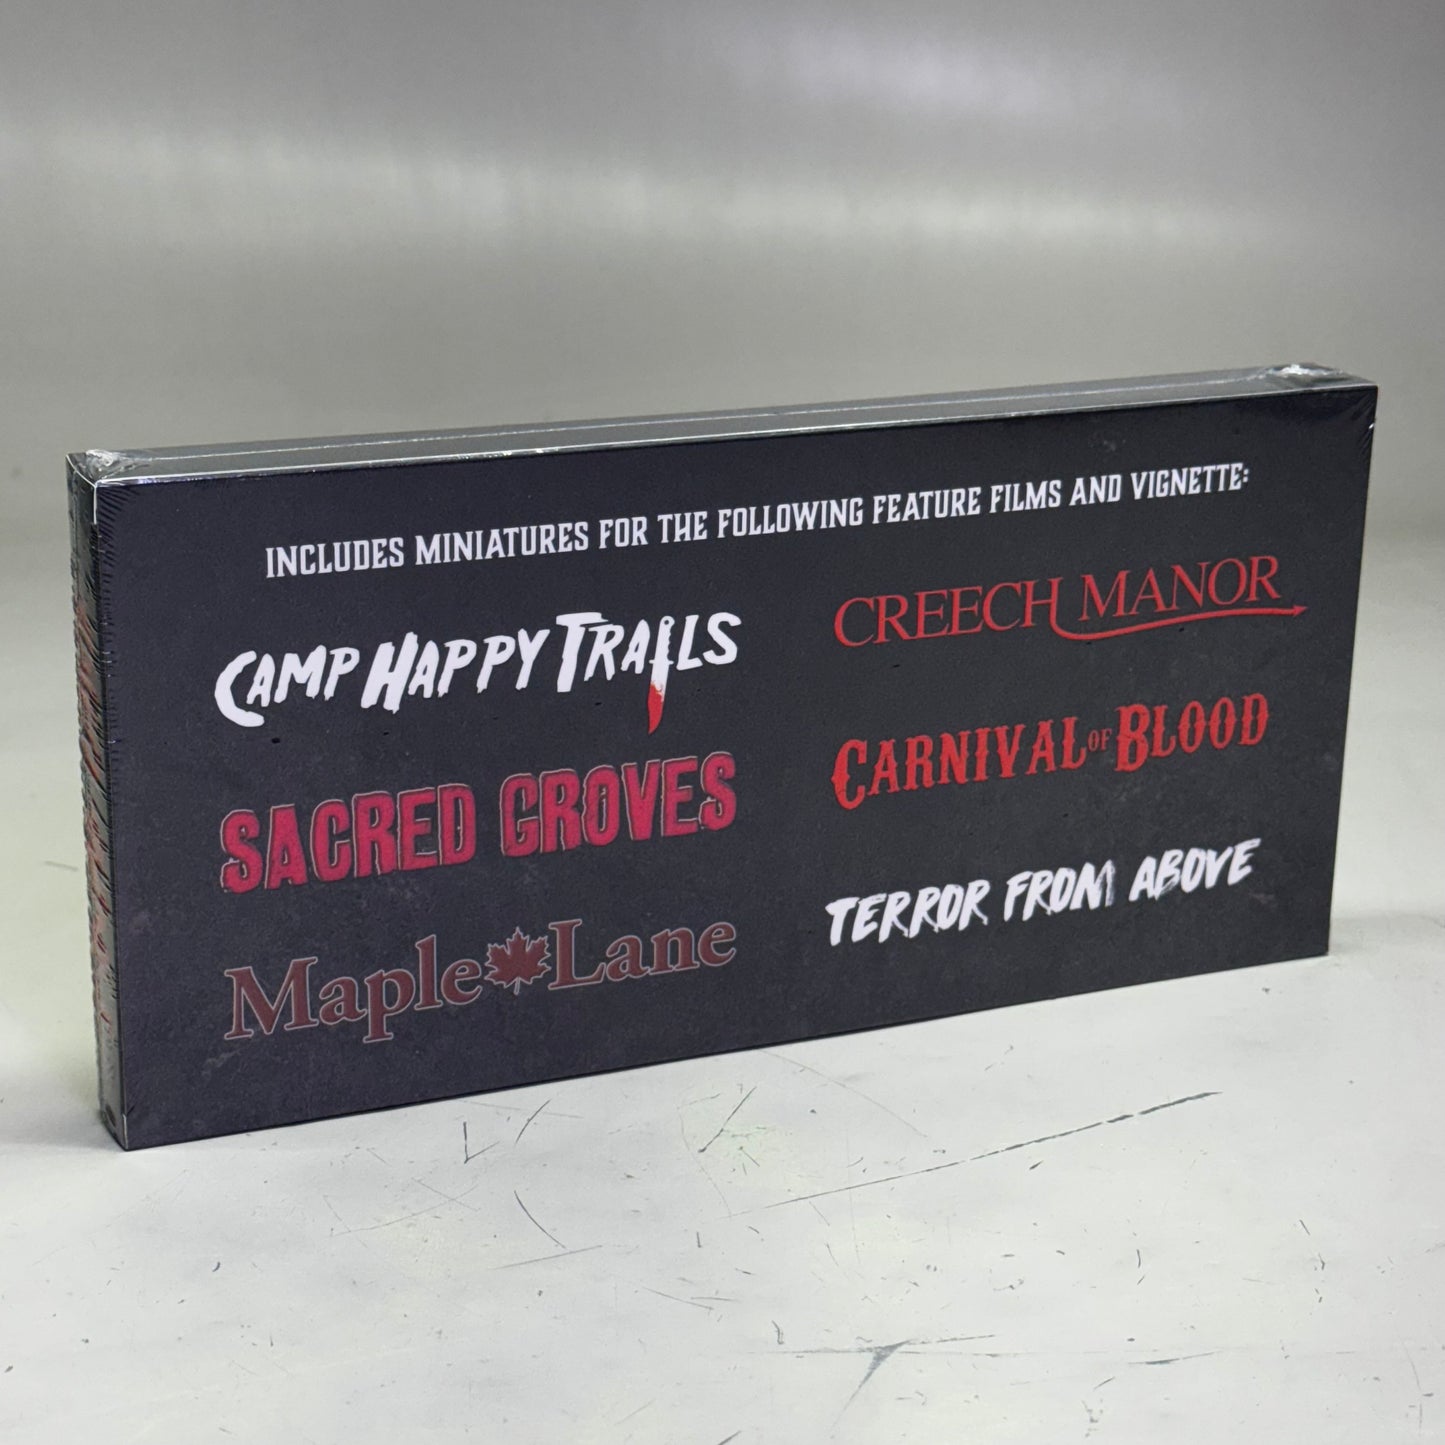 INCLUDES MINIATURES FOR THE FOLLOWING FEATURE FILMS AND VIGNETTE:
CAMP HAPPY TRAILS
SACRED GROVES
Maple Lane
CREECH MANOR
CARNIVAL OF BLOOD
TERROR FROM ABOVE